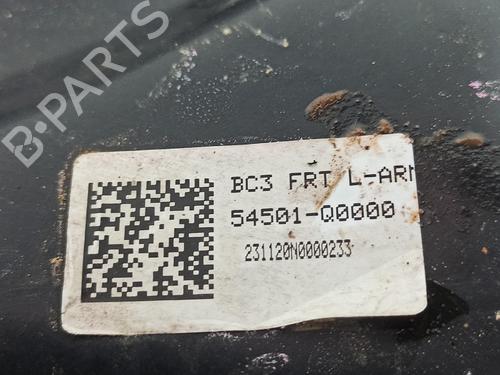 B-PARTS
BC3 FRT L-ARM
54501-Q0000
231120N0000233